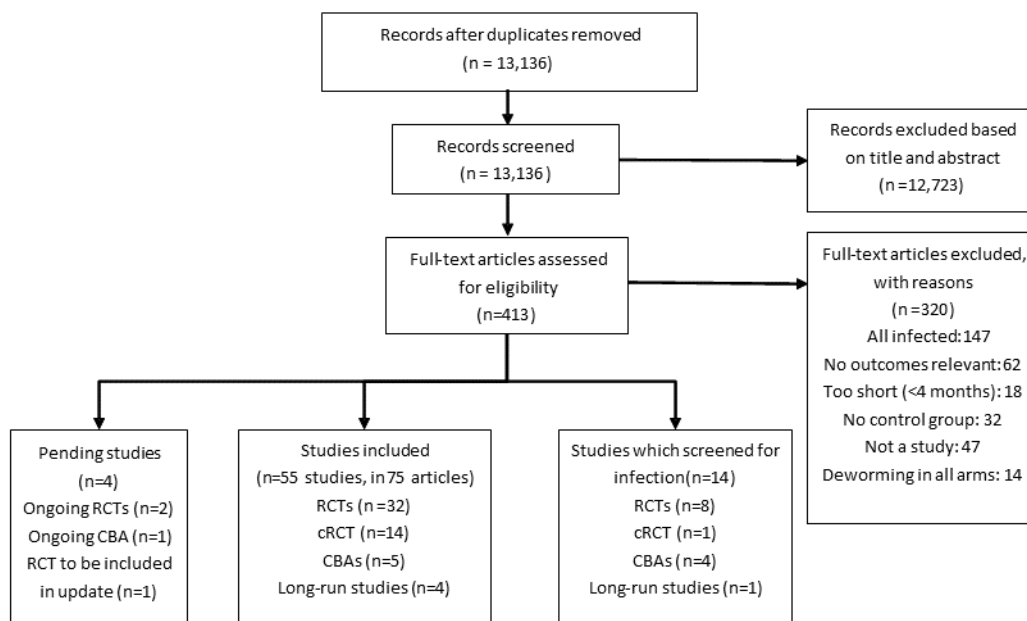 Records after duplicates removed
(n = 13,136)
Records screened
(n = 13,136)
Records excluded based
on title and abstract
(n =12,723)
Full-text articles assessed
for eligibility
(n=413)
Full-text articles excluded,
with reasons
(n =320)
All infected: 147
No outcomes relevant: 62
Too short (<4 months): 18
No control group: 32
Not a study: 47
Deworming in all arms: 14
Pending studies
(n=4)
Ongoing RCTs (n=2)
Ongoing CBA (n=1)
RCT to be included
in update (n=1)
Studies included
(n=55 studies, in 75 articles)
RCTs (n=32)
cRCT (n=14)
CBAs (n=5)
Long-run studies (n=4)
Studies which screened for
infection(n=14)
RCTs (n=8)
cRCT (n=1)
CBAs (n=4)
Long-run studies (n=1)